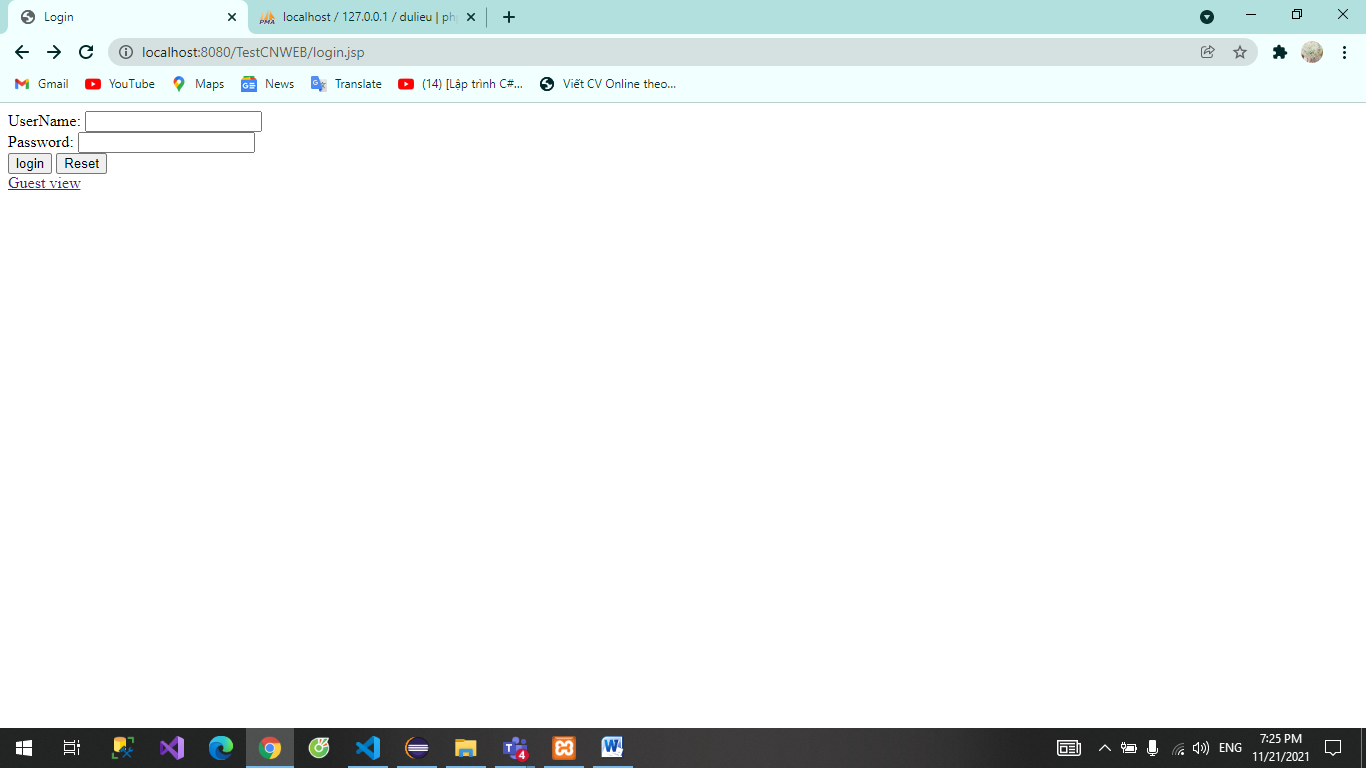 Login
localhost / 127.0.0.1 / dulieu | ph
localhost:8080/TestCNWEB/login.jsp
Gmail YouTube Maps News Translate (14) [Lập trình C#... Viết CV Online theo...
UserName:
Password:
login Reset
Guest view
ENG 7:25 PM
11/21/2021
4